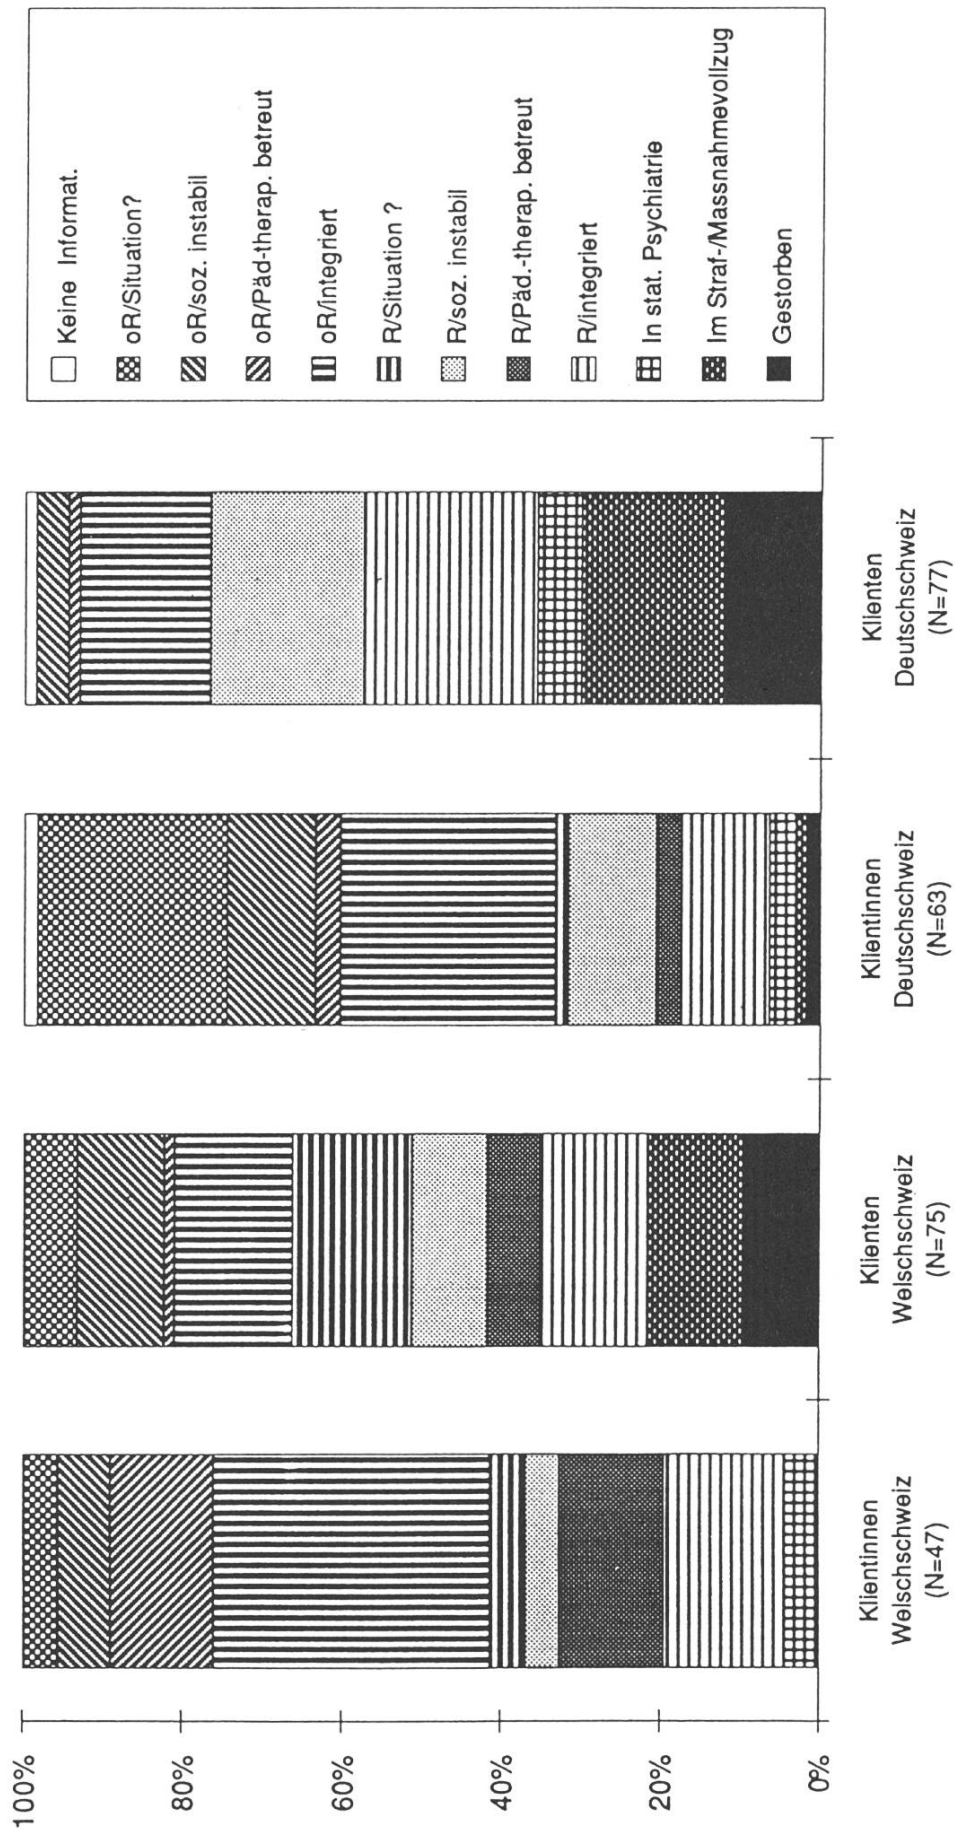 100%
80%
60%
40%
20%
0%
Klientinnen
Welschschweiz
(N=47)
Klienten
Welschschweiz
(N=75)
Klientinnen
Deutschschweiz
(N=63)
Klienten
Deutschschweiz
(N=77)
Keine Informat.
oR/Situation?
oR/soz. instabil
oR/Päd-therap. betreut
oR/integriert
R/Situation ?
R/soz. instabil
R/Päd.-therap. betreut
R/integriert
In stat. Psychiatrie
Im Straf-/Massnahmevollzug
Gestorben